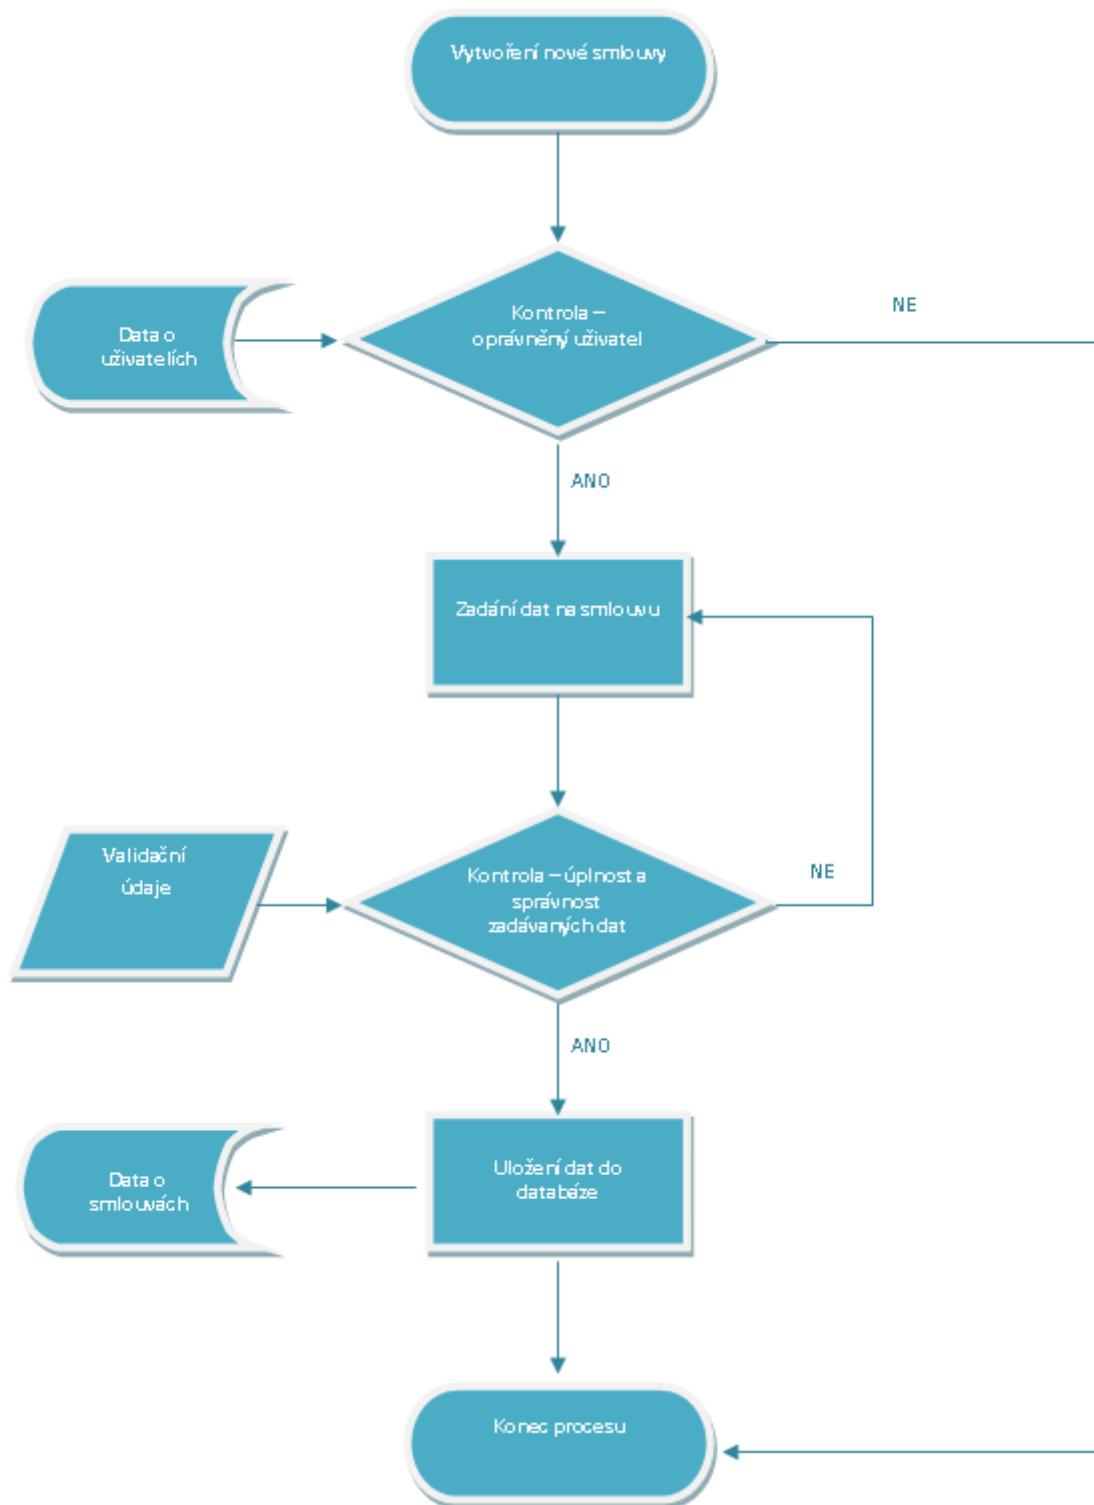 Vytvoření nové smlouvy
Kontrola –
oprávněný uživatel
NE
Data o
uživatelích
ANO
Zadání dat na smlouvu
Validační
údaje
Kontrola – úplnost a
správnost
zadávaných dat
NE
ANO
Uložení dat do
databáze
Data o
smlouvách
Konec procesu